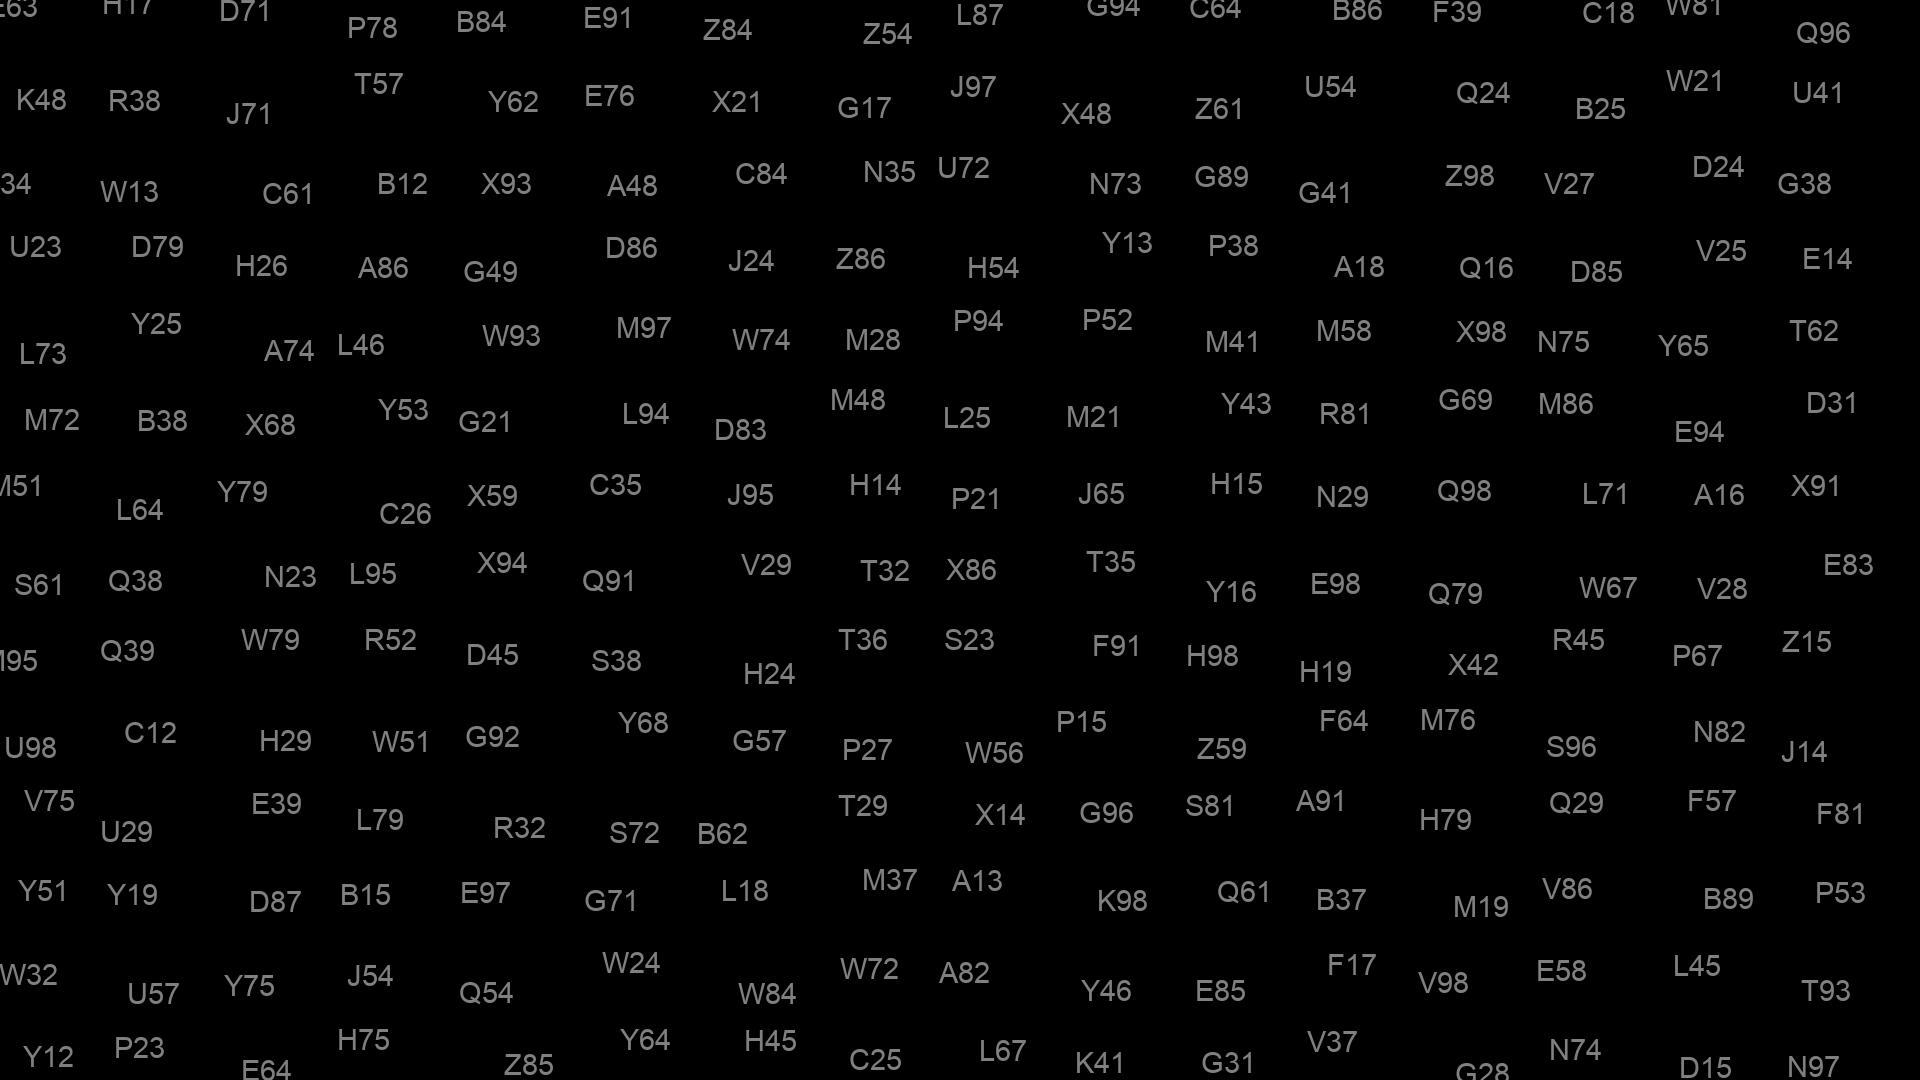 H17 D71 P78 B84 E91 Z84 Z54 L87 G94 C64 B86 F39 C18 W81 Q96
K48 R38 J71 T57 Y62 E76 X21 G17 J97 X48 Z61 U54 Q24 B25 W21 U41
34 W13 C61 B12 X93 A48 C84 N35 U72 N73 G89 G41 Z98 V27 D24 G38
U23 D79 H26 A86 G49 D86 J24 Z86 H54 Y13 P38 A18 Q16 D85 V25 E14
L73 Y25 A74 L46 W93 M97 W74 M28 P94 P52 M41 M58 X98 N75 Y65 T62
M72 B38 X68 Y53 G21 L94 D83 M48 L25 M21 Y43 R81 G69 M86 E94 D31
M51 L64 Y79 C26 X59 C35 J95 H14 P21 J65 H15 N29 Q98 L71 A16 X91
S61 Q38 N23 L95 X94 Q91 V29 T32 X86 T35 Y16 E98 Q79 W67 V28 E83
Q39 W79 R52 D45 S38 H24 T36 S23 F91 H98 H19 X42 R45 P67 Z15
U98 C12 H29 W51 G92 Y68 G57 P27 W56 P15 Z59 F64 M76 S96 N82 J14
V75 U29 E39 L79 R32 S72 B62 T29 X14 G96 S81 A91 H79 Q29 F57 F81
Y51 Y19 D87 B15 E97 G71 L18 M37 A13 K98 Q61 B37 M19 V86 B89 P53
W32 U57 Y75 J54 Q54 W24 W84 W72 A82 Y46 E85 F17 V98 E58 L45 T93
Y12 P23 E64 H75 Z85 Y64 H45 C25 L67 K41 G31 V37 G28 N74 D15 N97